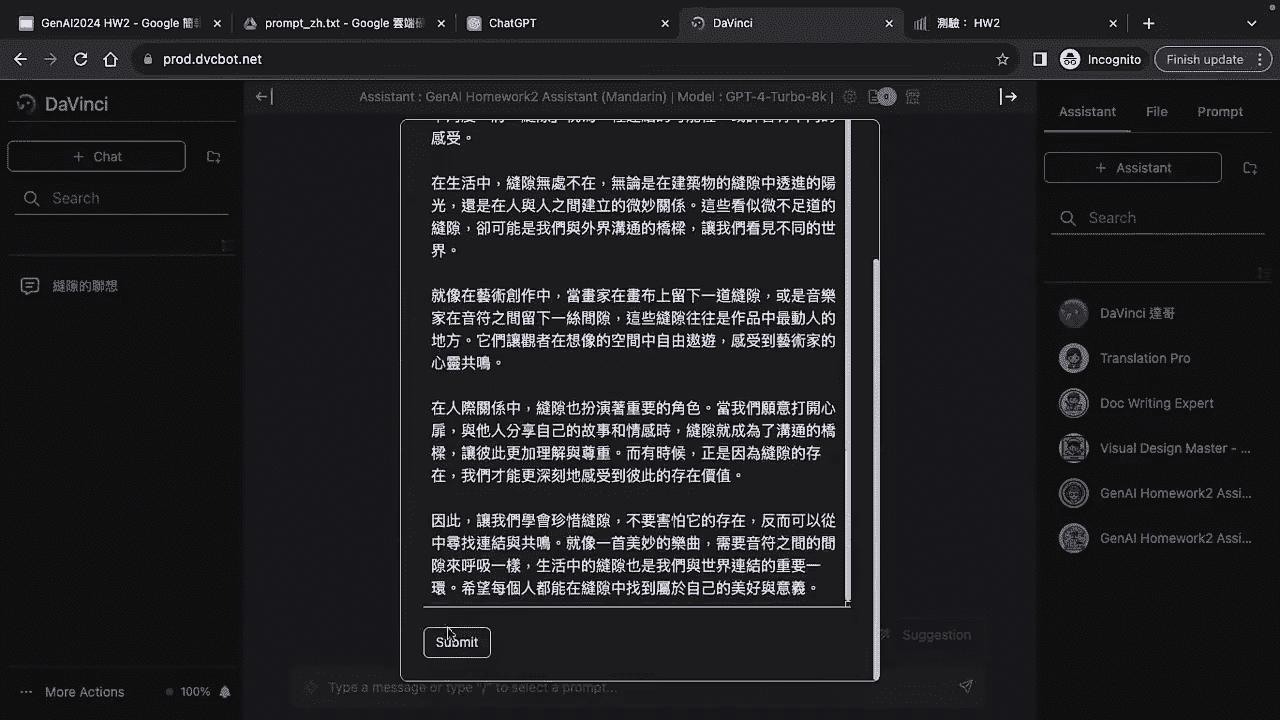 GenAI2024 HW2 - Google 簡
prompt_zh.txt - Google 雲端
ChatGPT
DaVinci
測驗： HW2
prod.dvcbot.net
Incognito
Finish update
DaVinci
Assistant : GenAI Homework2 Assistant (Mandarin) | Model : GPT-4-Turbo-8k |
0
Assistant
File
Prompt
+ Chat
Search
縫隙的聯想
+ Assistant
Search
DaVinci 達哥
Translation Pro
Doc Writing Expert
Visual Design Master - ...
GenAI Homework2 Assi...
GenAI Homework2 Assi...
感受。
在生活中，縫隙無處不在，無論是在建築物的縫隙中透進的陽
光，還是在人與人之間建立的微妙關係。這些看似微不足道的
縫隙，卻可能是我們與外界溝通的橋樑，讓我們看見不同的世
界。
就像在藝術創作中，當畫家在畫布上留下一道縫隙，或是音樂
家在音符之間留下一絲間隙，這些縫隙往往是作品中最動人的
地方。它們讓觀者在想像的空間中自由遨遊，感受到藝術家的
心靈共鳴。
在人際關係中，縫隙也扮演著重要的角色。當我們願意打開心
扉，與他人分享自己的故事和情感時，縫隙就成為了溝通的橋
樑，讓彼此更加理解與尊重。而有時候，正是因為縫隙的存
在，我們才能更深刻地感受到彼此的存在價值。
因此，讓我們學會珍惜縫隙，不要害怕它的存在，反而可以從
中尋找連結與共鳴。就像一首美妙的樂曲，需要音符之間的間
隙來呼吸一樣，生活中的縫隙也是我們與世界連結的重要一
環。希望每個人都能在縫隙中找到屬於自己的美好與意義。
Submit
Suggestion
Type a message or type "/" to select a prompt...
More Actions
100%